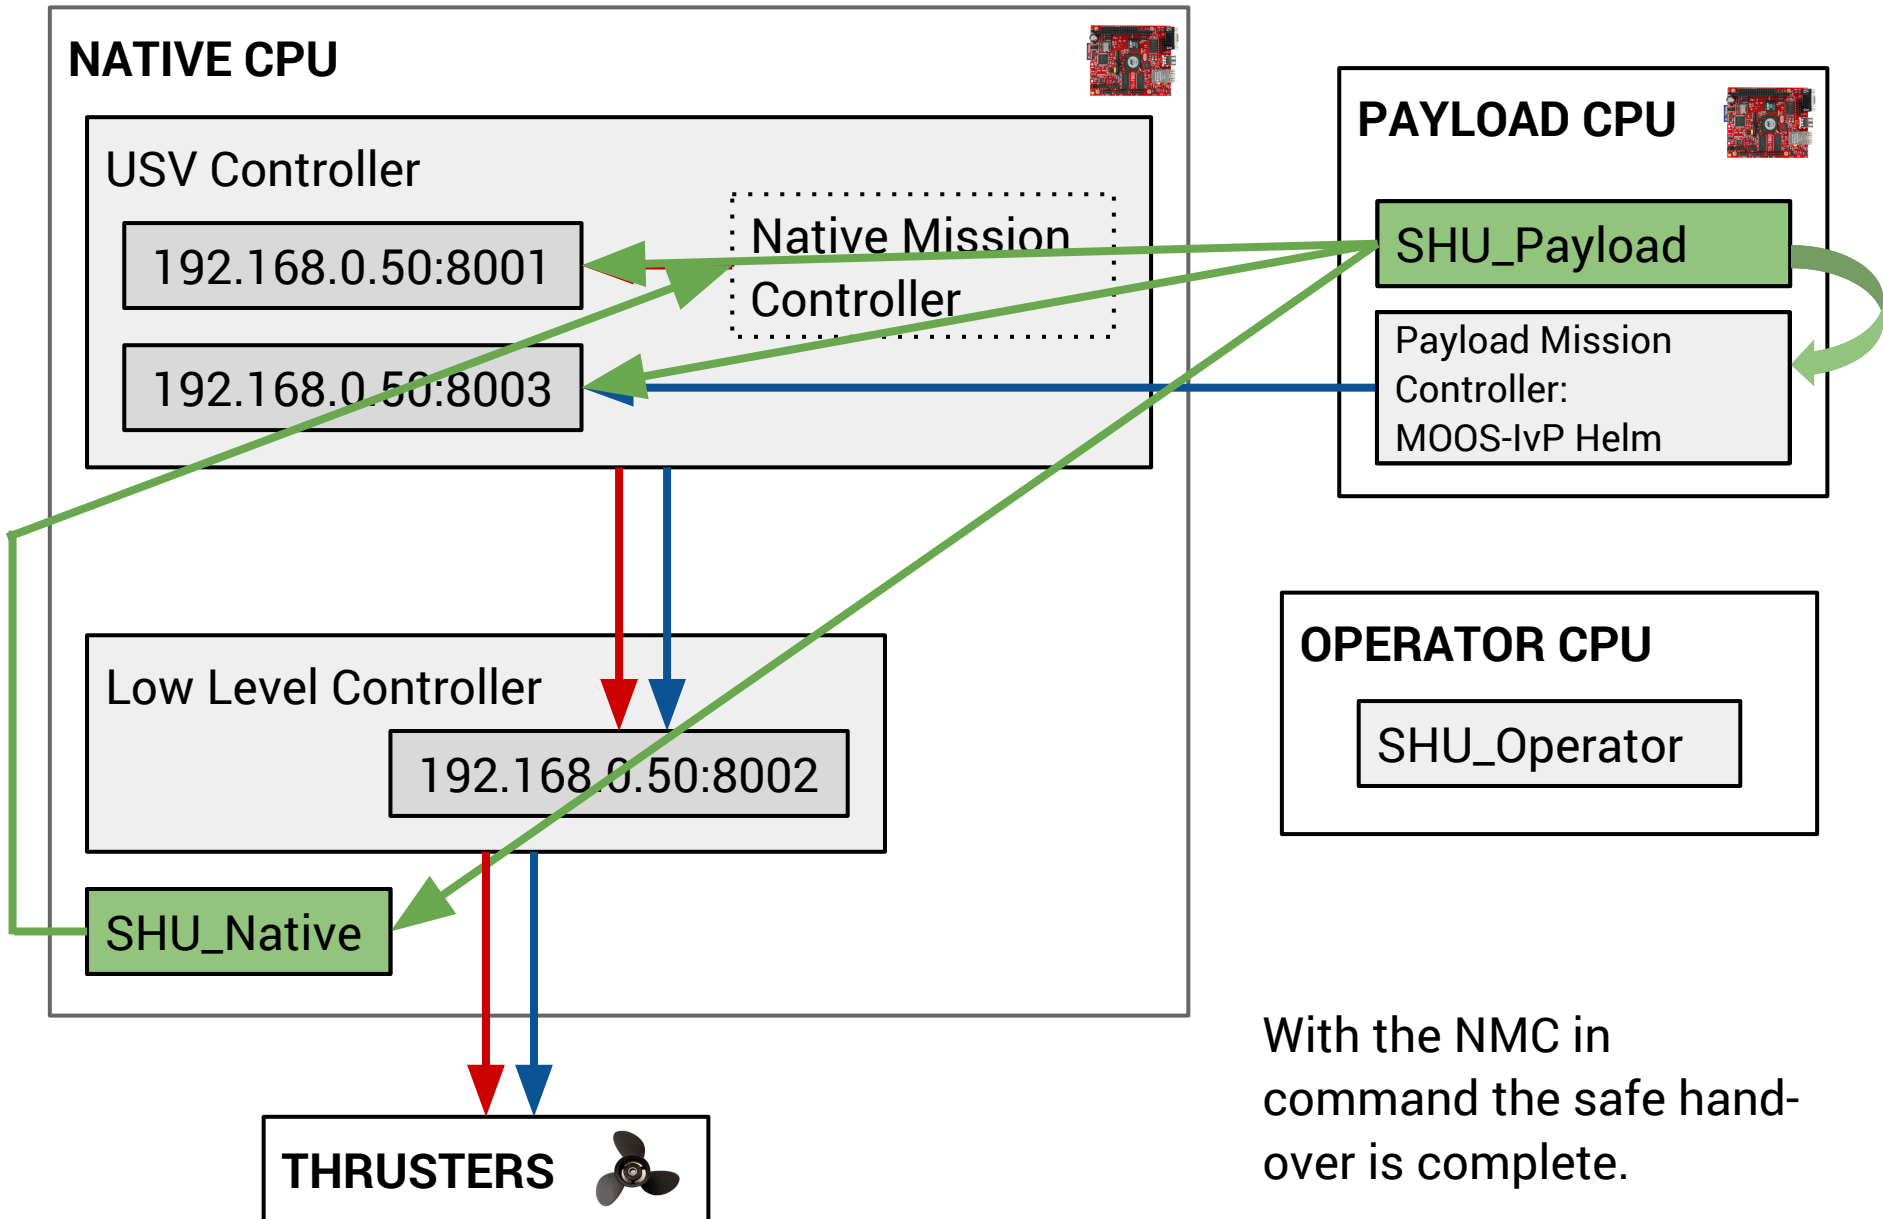 NATIVE CPU
USV Controller
192.168.0.50:8001
Native Mission
Controller
192.168.0.50:8003
Low Level Controller
192.168.0.50:8002
SHU_Native
THRUSTERS
PAYLOAD CPU
SHU_Payload
Payload Mission
Controller:
MOOS-IvP Helm
OPERATOR CPU
SHU_Operator
With the NMC in
command the safe hand-
over is complete.